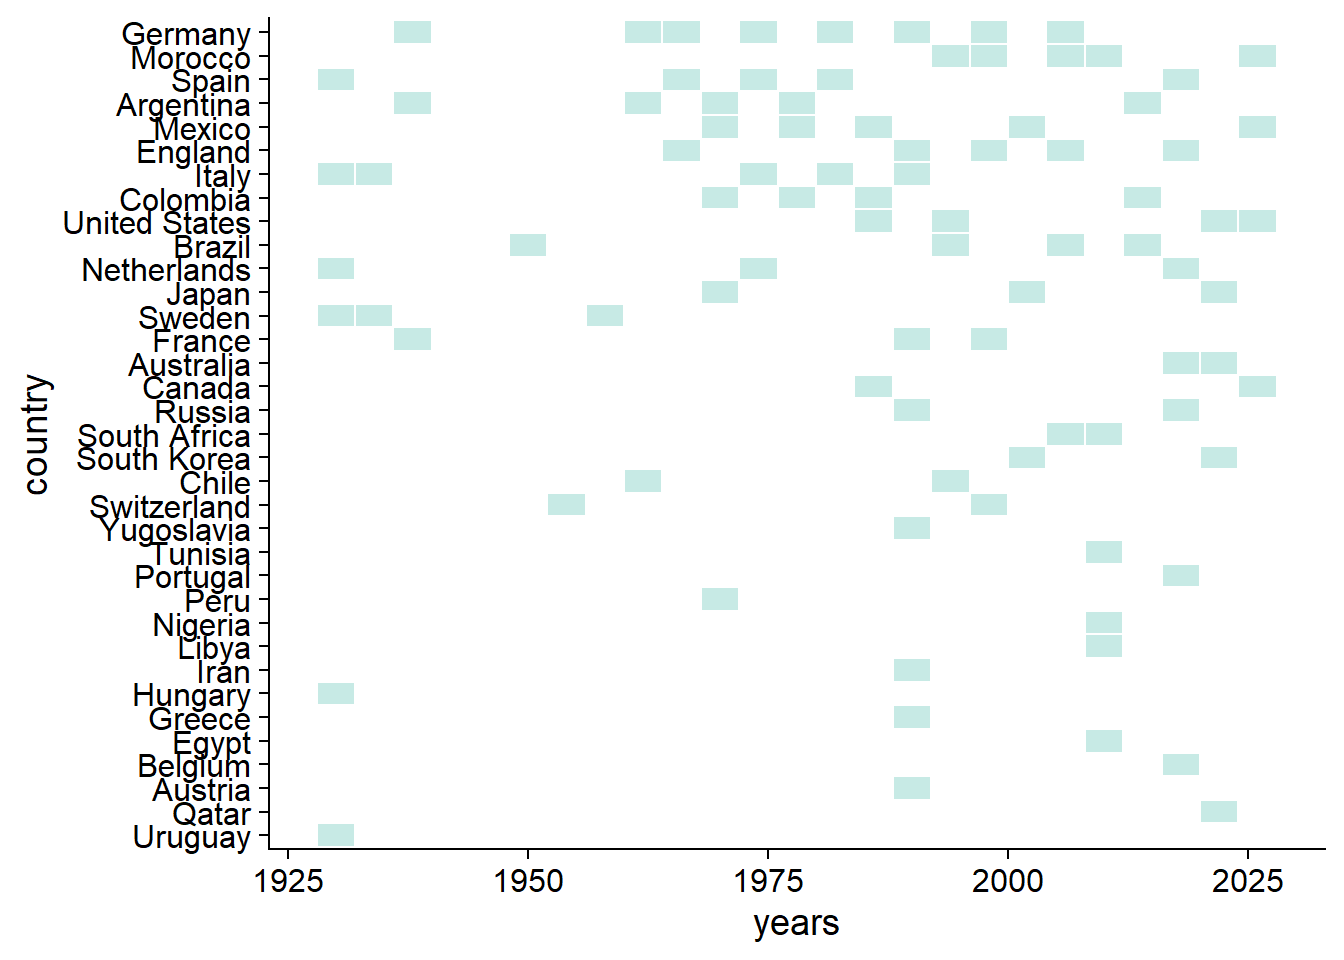 Germany
Morocco
Spain
Argentina
Mexico
England
Italy
Colombia
United States
Brazil
Netherlands
Japan
Sweden
France
Australia
Canada
Russia
South Africa
South Korea
Chile
Switzerland
Yugoslavia
Tunisia
Portugal
Peru
Nigeria
Libya
Iran
Hungary
Greece
Egypt
Belgium
Austria
Qatar
Uruguay
country
1925 1950 1975 2000 2025
years